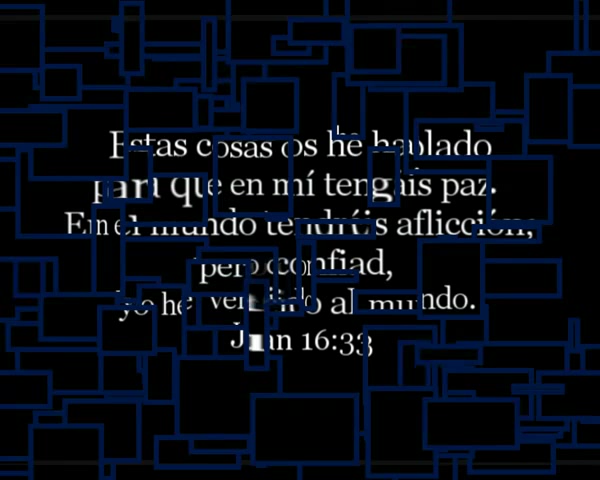 Estas cosas os he hablado
para que en mí tengáis paz.
En el mundo tendréis aflicción;
pero confiad,
yo he vencido al mundo.
Juan 16:33